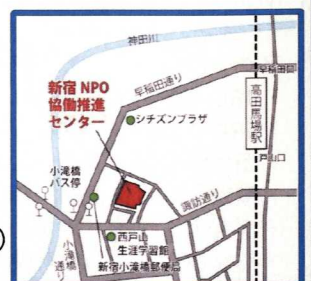 神田川
早稲田通り
早稲田口
新宿 NPO
協働推進
センター
高田馬場駅
シチズンプラザ
戸山口
小滝橋
バス停
諏訪通り
西戸山
生涯学習館
新宿小滝橋郵便局
小滝橋通り